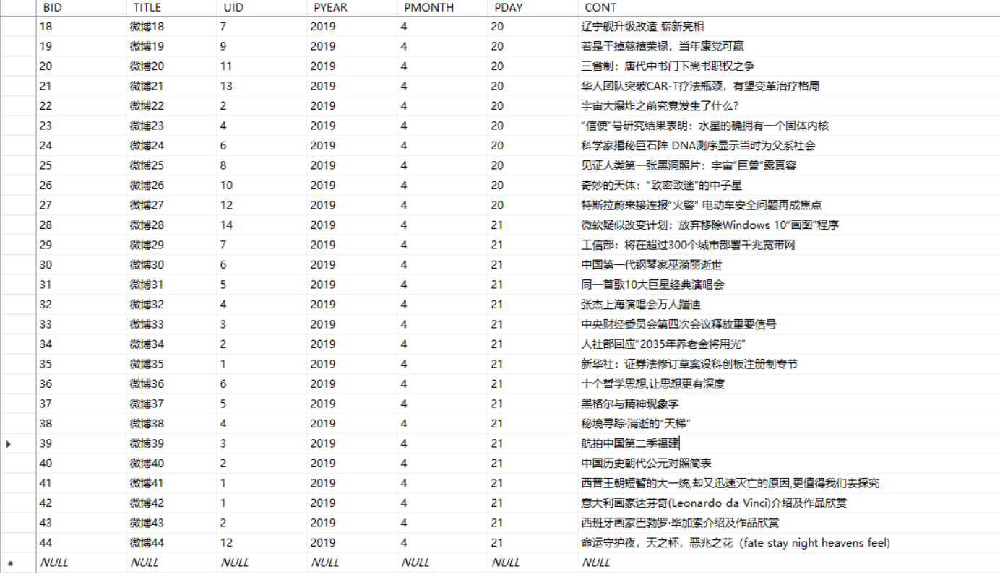 BID TITLE UID PYEAR PMONTH PDAY CONT
18 微博18 7 2019 4 20 辽宁舰升级改造 崭新亮相
19 微博19 9 2019 4 20 若是干掉慈禧荣禄，当年康党可赢
20 微博20 11 2019 4 20 三省制：唐代中书门下尚书职权之争
21 微博21 13 2019 4 20 华人团队突破CAR-T疗法瓶颈，有望变革治疗格局
22 微博22 2 2019 4 20 宇宙大爆炸之前究竟发生了什么？
23 微博23 4 2019 4 20 “信使”号研究结果表明：水星的确拥有一个固体内核
24 微博24 6 2019 4 20 科学家揭秘巨石阵 DNA测序显示当时为父系社会
25 微博25 8 2019 4 20 见证人类第一张黑洞照片：宇宙“巨兽”露真容
26 微博26 10 2019 4 20 奇妙的天体：“致密致迷”的中子星
27 微博27 12 2019 4 20 特斯拉蔚来接连报“火警” 电动车安全问题再成焦点
28 微博28 14 2019 4 21 微软疑似改变计划：放弃移除Windows 10“画图”程序
29 微博29 7 2019 4 21 工信部：将在超过300个城市部署千兆宽带网
30 微博30 6 2019 4 21 中国第一代钢琴家巫漪丽逝世
31 微博31 5 2019 4 21 同一首歌10大巨星经典演唱会
32 微博32 4 2019 4 21 张杰上海演唱会万人蹦迪
33 微博33 3 2019 4 21 中央财经委员会第四次会议释放重要信号
34 微博34 2 2019 4 21 人社部回应“2035年养老金将用光”
35 微博35 1 2019 4 21 新华社：证券法修订草案设科创板注册制专节
36 微博36 6 2019 4 21 十个哲学思想,让思想更有深度
37 微博37 5 2019 4 21 黑格尔与精神现象学
38 微博38 4 2019 4 21 秘境寻踪·消逝的“天梯”
39 微博39 3 2019 4 21 航拍中国第二季福建
40 微博40 2 2019 4 21 中国历史朝代公元对照简表
41 微博41 1 2019 4 21 西晋王朝短暂的大一统,却又迅速灭亡的原因,更值得我们去探究
42 微博42 1 2019 4 21 意大利画家达芬奇(Leonardo da Vinci)介绍及作品欣赏
43 微博43 2 2019 4 21 西班牙画家巴勃罗·毕加索介绍及作品欣赏
44 微博44 12 2019 4 21 命运守护夜，天之杯，恶兆之花（fate stay night heavens feel)
NULL NULL NULL NULL NULL NULL NULL